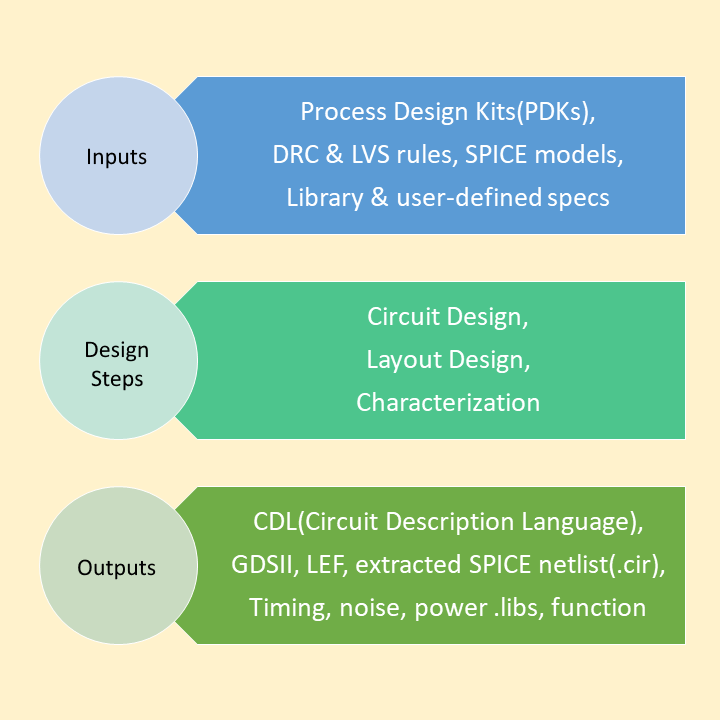 Inputs
Process Design Kits(PDKs),
DRC & LVS rules, SPICE models,
Library & user-defined specs
Design
Steps
Circuit Design,
Layout Design,
Characterization
Outputs
CDL(Circuit Description Language),
GDSII, LEF, extracted SPICE netlist(.cir),
Timing, noise, power .libs, function